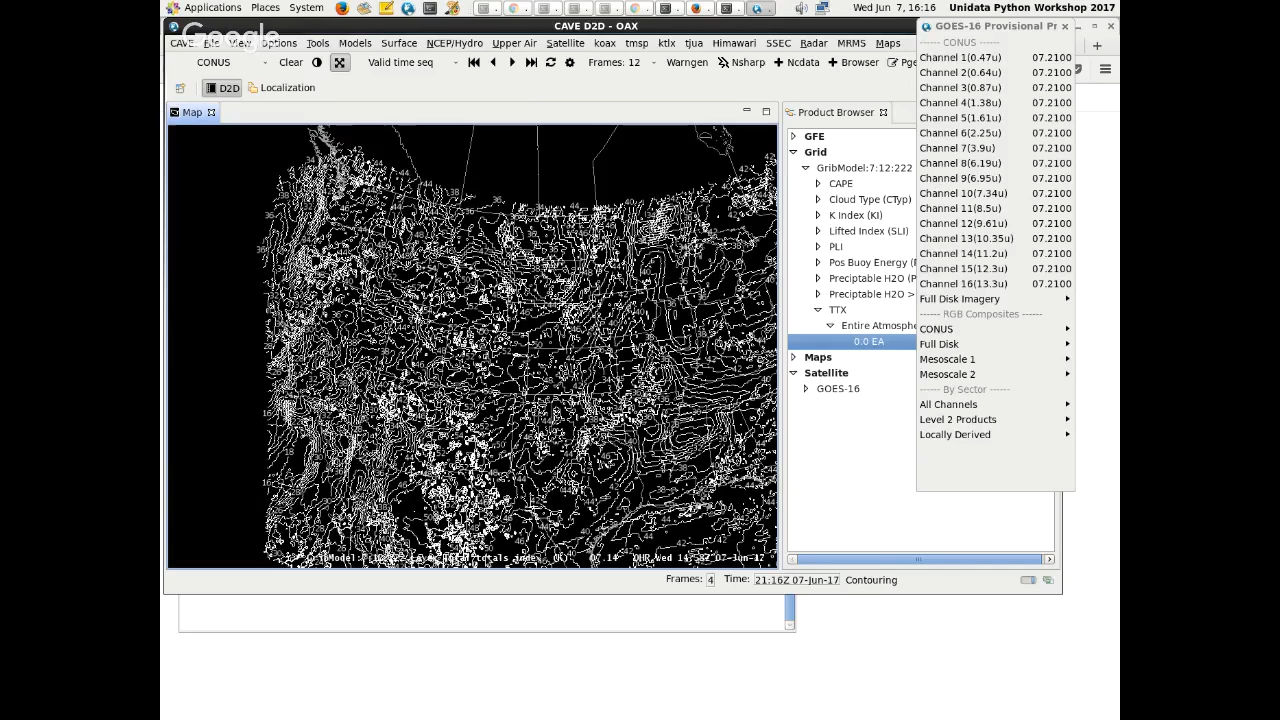 Applications Places System Wed Jun 7, 16:16 Unidata Python Workshop 2017
CAVE D2D - OAX
Google
CAVE File View Options Tools Models Surface NCEP/Hydro Upper Air Satellite koax tmsp ktlx tjua Himawari SSEC Radar MRMS Maps
CONUS Clear Valid time seq Frames: 12 Warngen Nsharp Ncdata Browser Pge
D2D Localization
Map
Product Browser
GFE
Grid
GribModel:7:12:222
CAPE
Cloud Type (CTyp)
K Index (KI)
Lifted Index (SLI)
PLI
Pos Buoy Energy (P
Preciptable H2O (P
Preciptable H2O >
TTX
Entire Atmosphe
0.0 EA
Maps
Satellite
GOES-16
GOES-16 Provisional Pr
------ CONUS ------
Channel 1(0.47u) 07.2100
Channel 2(0.64u) 07.2100
Channel 3(0.87u) 07.2100
Channel 4(1.38u) 07.2100
Channel 5(1.61u) 07.2100
Channel 6(2.25u) 07.2100
Channel 7(3.9u) 07.2100
Channel 8(6.19u) 07.2100
Channel 9(6.95u) 07.2100
Channel 10(7.34u) 07.2100
Channel 11(8.5u) 07.2100
Channel 12(9.61u) 07.2100
Channel 13(10.35u) 07.2100
Channel 14(11.2u) 07.2100
Channel 15(12.3u) 07.2100
Channel 16(13.3u) 07.2100
Full Disk Imagery
------ RGB Composites ------
CONUS
Full Disk
Mesoscale 1
Mesoscale 2
------ By Sector ------
All Channels
Level 2 Products
Locally Derived
Frames: 4 Time: 21:16Z 07-Jun-17 Contouring